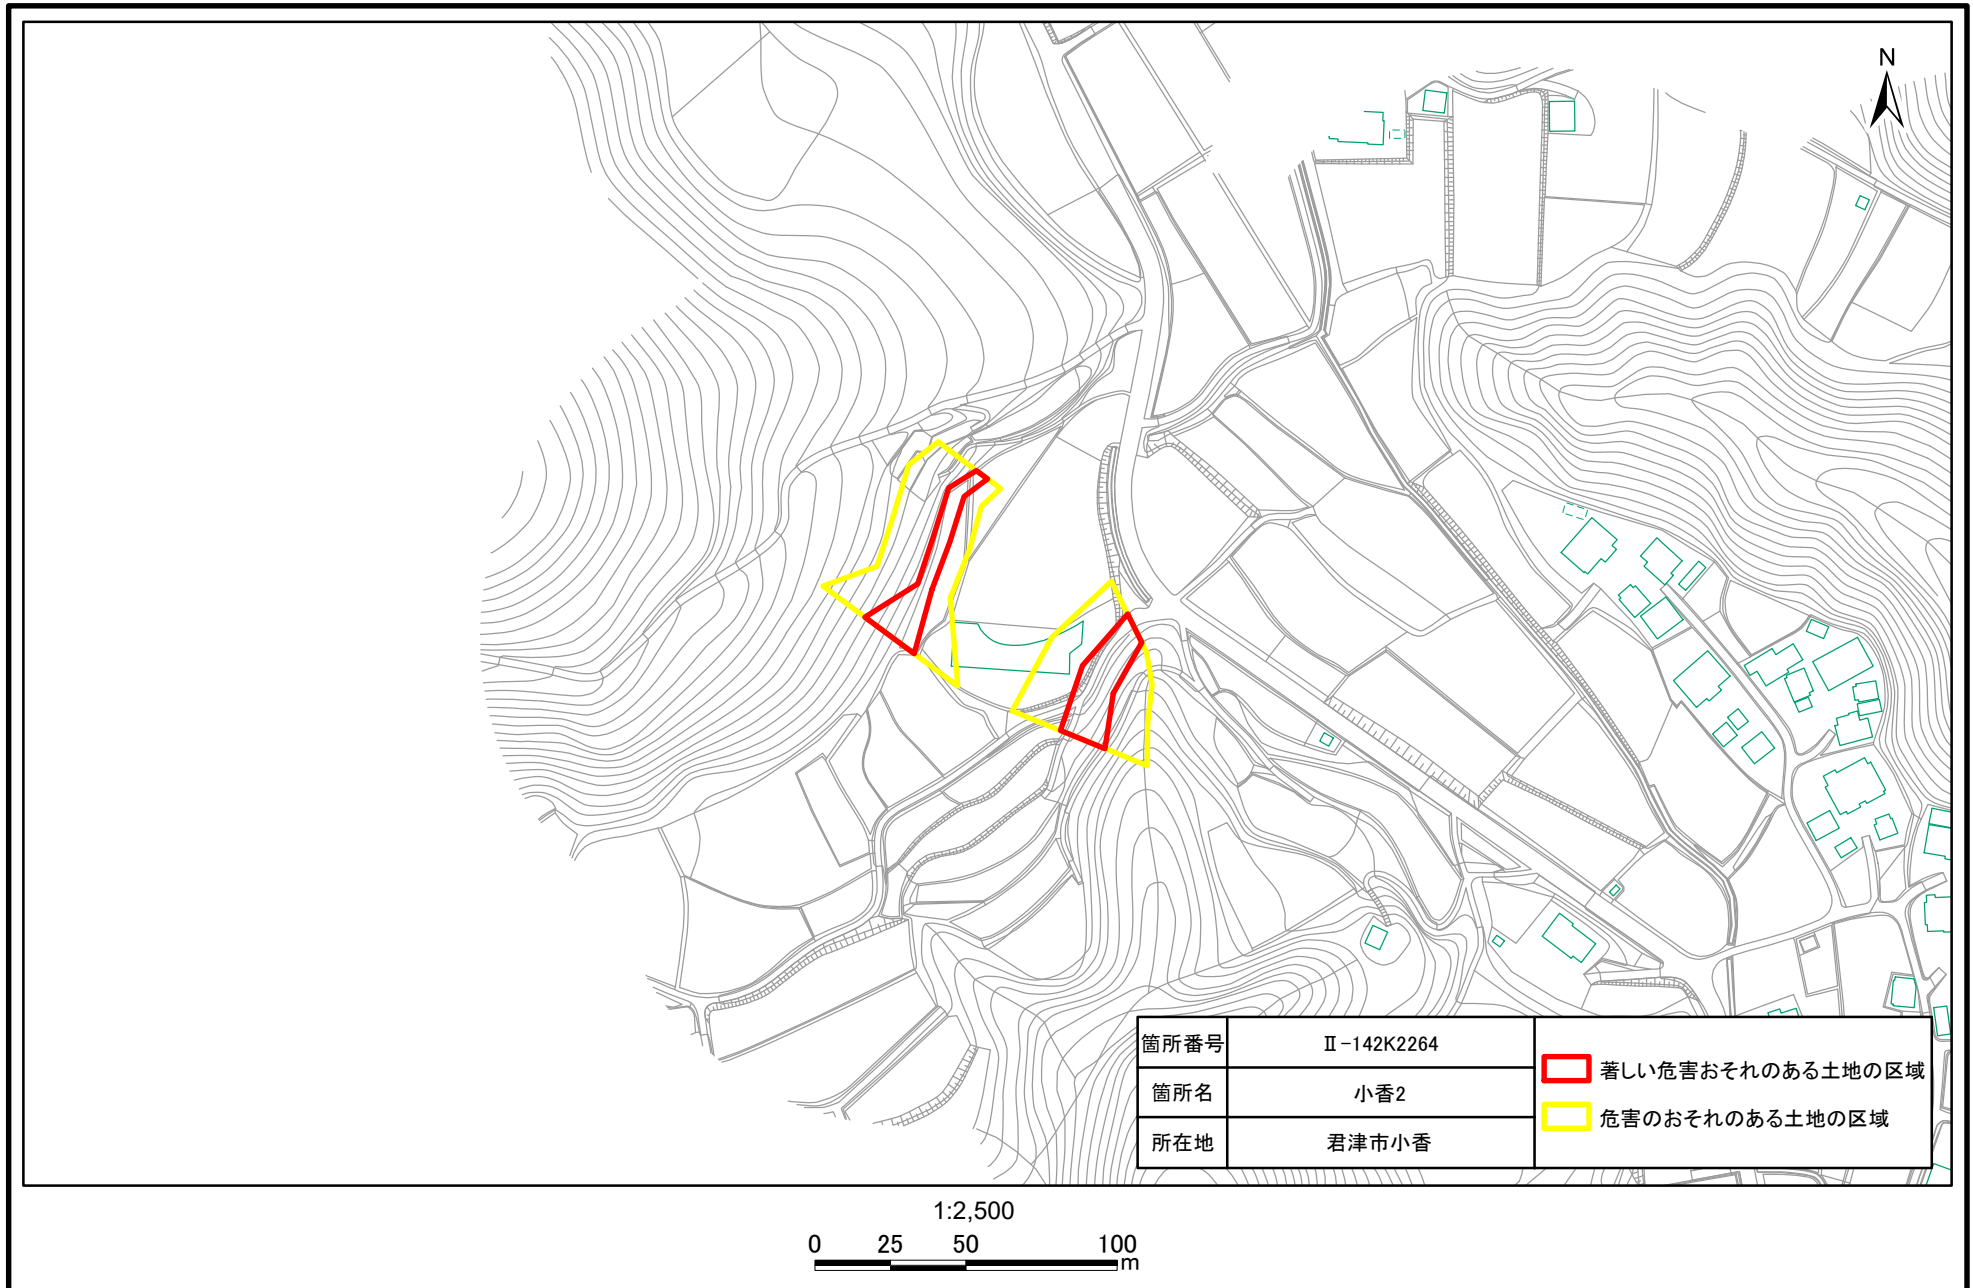 N
箇所番号 Ⅱ-142K2264
箇所名 小香2
所在地 君津市小香
著しい危害おそれのある土地の区域
危害のおそれのある土地の区域
1:2,500
0 25 50 100
m